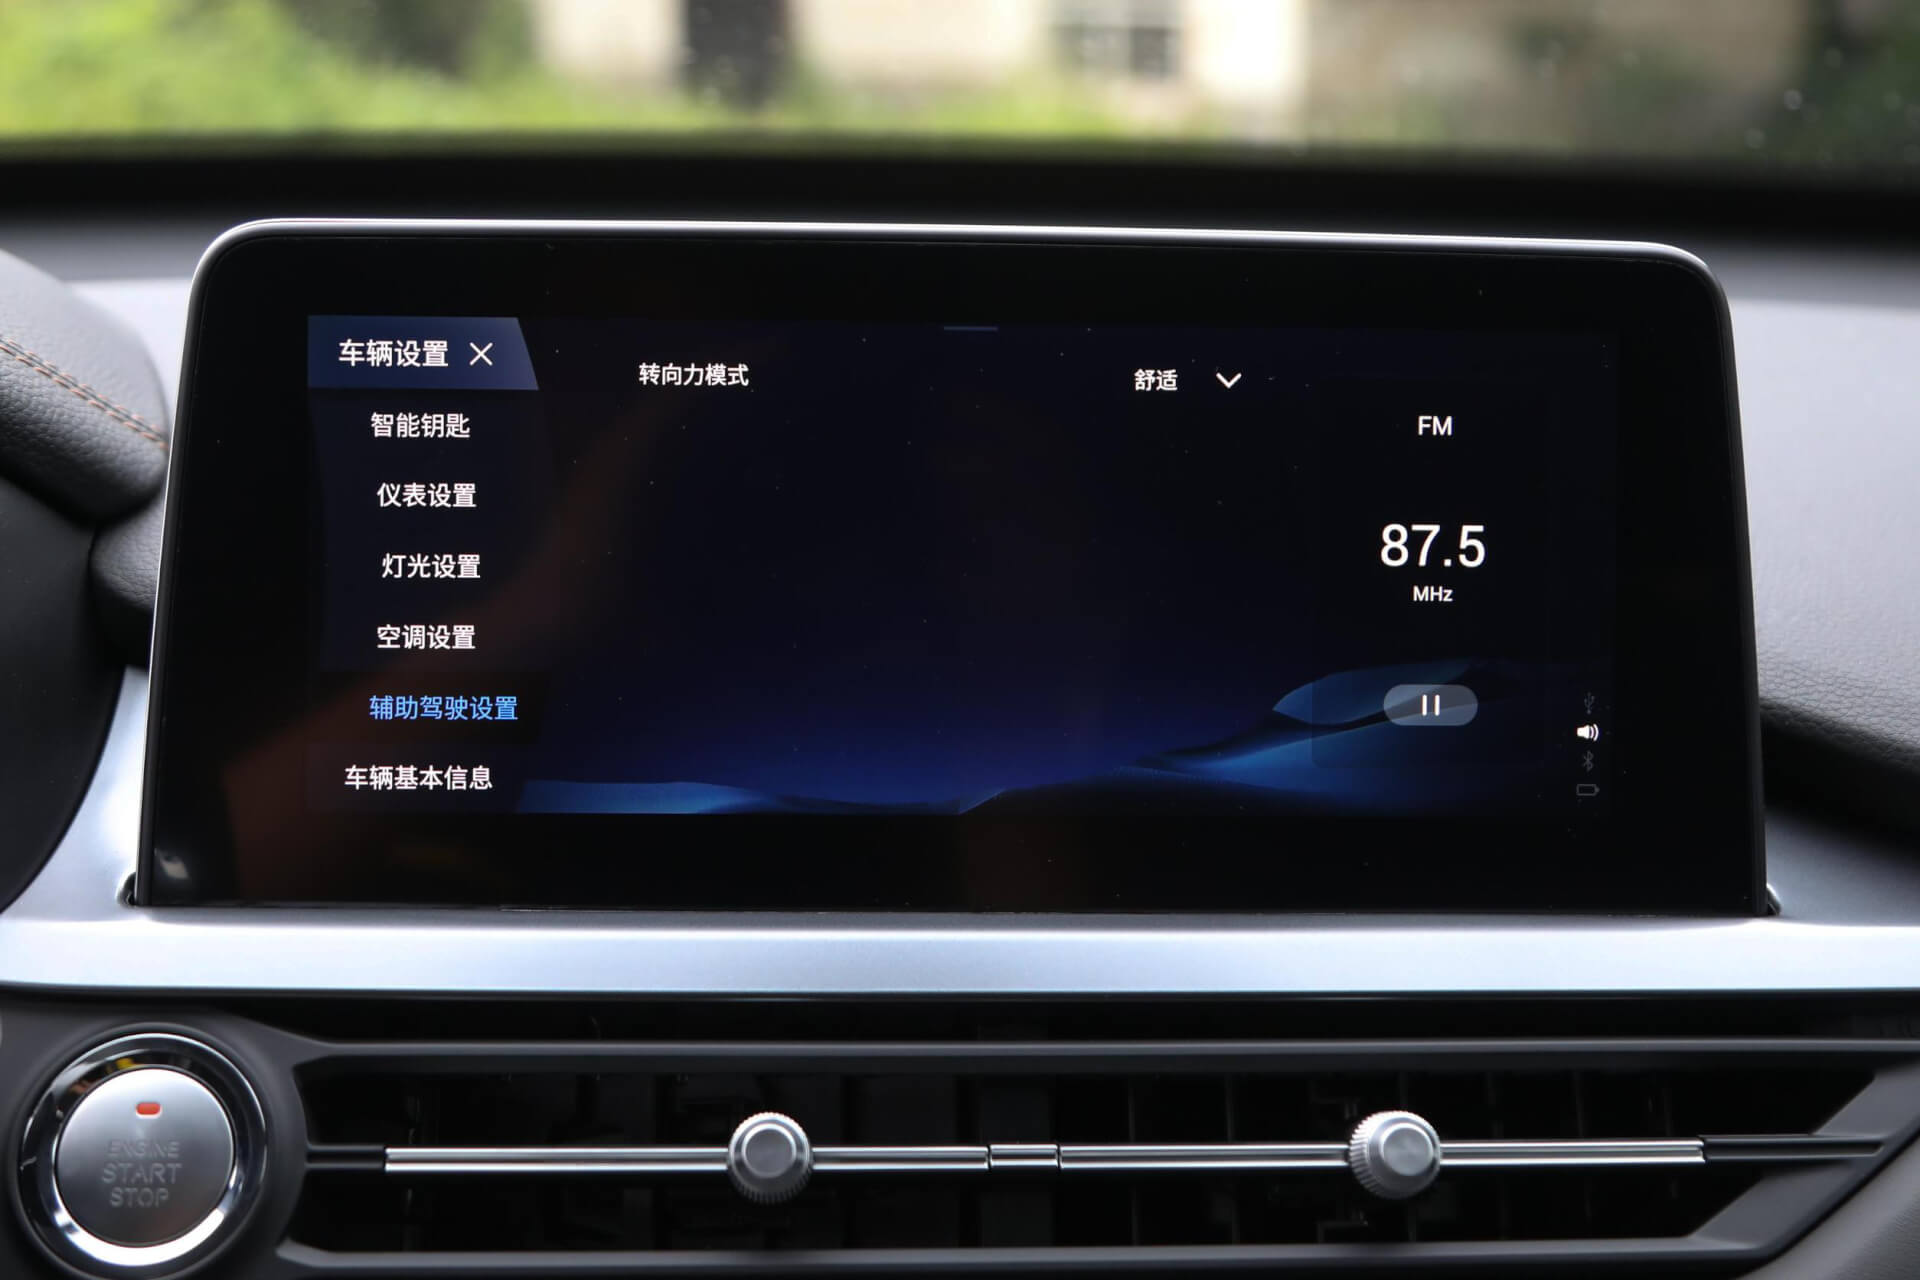 车辆设置
转向力模式
舒适
智能钥匙
仪表设置
灯光设置
空调设置
辅助驾驶设置
车辆基本信息
FM
87.5
MHz
ENGINE
START
STOP